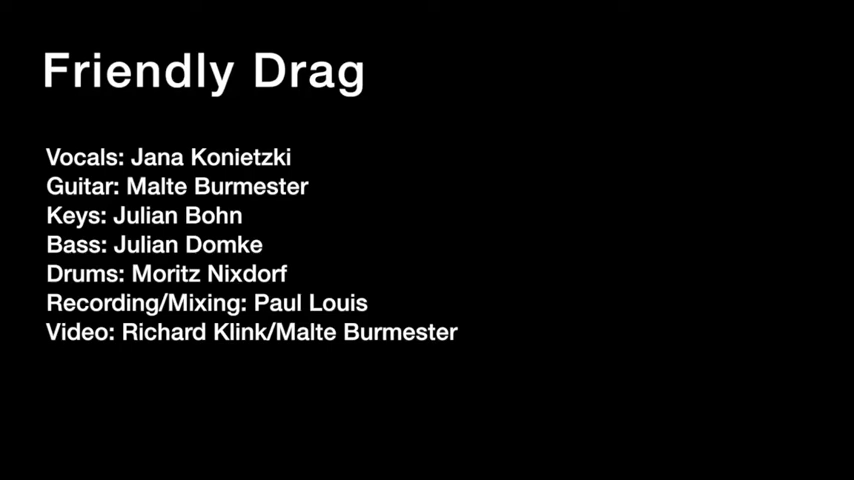 Friendly Drag
Vocals: Jana Konietzki
Guitar: Malte Burmester
Keys: Julian Bohn
Bass: Julian Domke
Drums: Moritz Nixdorf
Recording/Mixing: Paul Louis
Video: Richard Klink/Malte Burmester